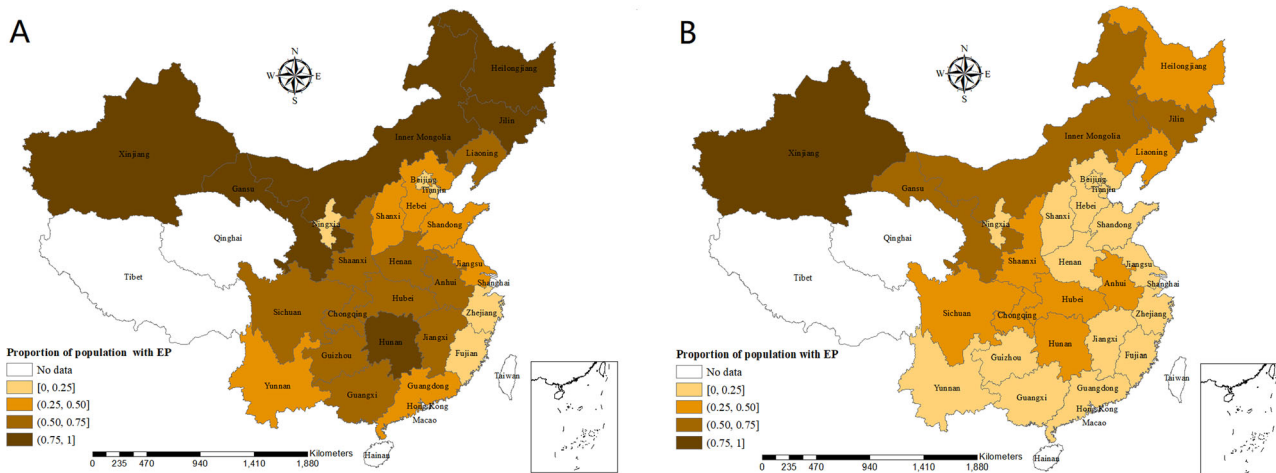 A
N
W E
S
Heilongjiang
Jilin
Inner Mongolia
Liaoning
Xinjiang
Gansu
Beijing
Tianjin
Hebei
Ningxia
Shanxi
Shandong
Qinghai
Shaanxi
Henan
Jiangsu
Tibet
Anhui
Shanghai
Hubei
Sichuan
Chongqing
Zhejiang
Hunan
Jiangxi
Guizhou
Fujian
Yunnan
Guangxi
Guangdong
Taiwan
Hong Kong
Macao
Hainan
Proportion of population with EP
No data
[0, 0.25]
(0.25, 0.50]
(0.50, 0.75]
(0.75, 1]
Kilometers
0 235 470 940 1,410 1,880
B
N
W E
S
Heilongjiang
Jilin
Inner Mongolia
Liaoning
Xinjiang
Gansu
Beijing
Tianjin
Hebei
Ningxia
Shanxi
Shandong
Qinghai
Shaanxi
Henan
Jiangsu
Tibet
Anhui
Shanghai
Hubei
Sichuan
Chongqing
Zhejiang
Hunan
Jiangxi
Guizhou
Fujian
Yunnan
Guangxi
Guangdong
Taiwan
Hong Kong
Macao
Hainan
Proportion of population with EP
No data
[0, 0.25]
(0.25, 0.50]
(0.50, 0.75]
(0.75, 1]
Kilometers
0 235 470 940 1,410 1,880